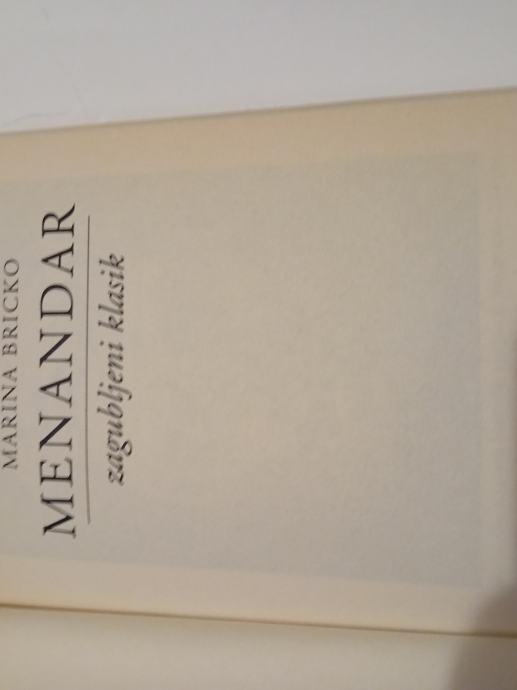 MARINA BRICKO
MENANDAR
zagubljeni klasik